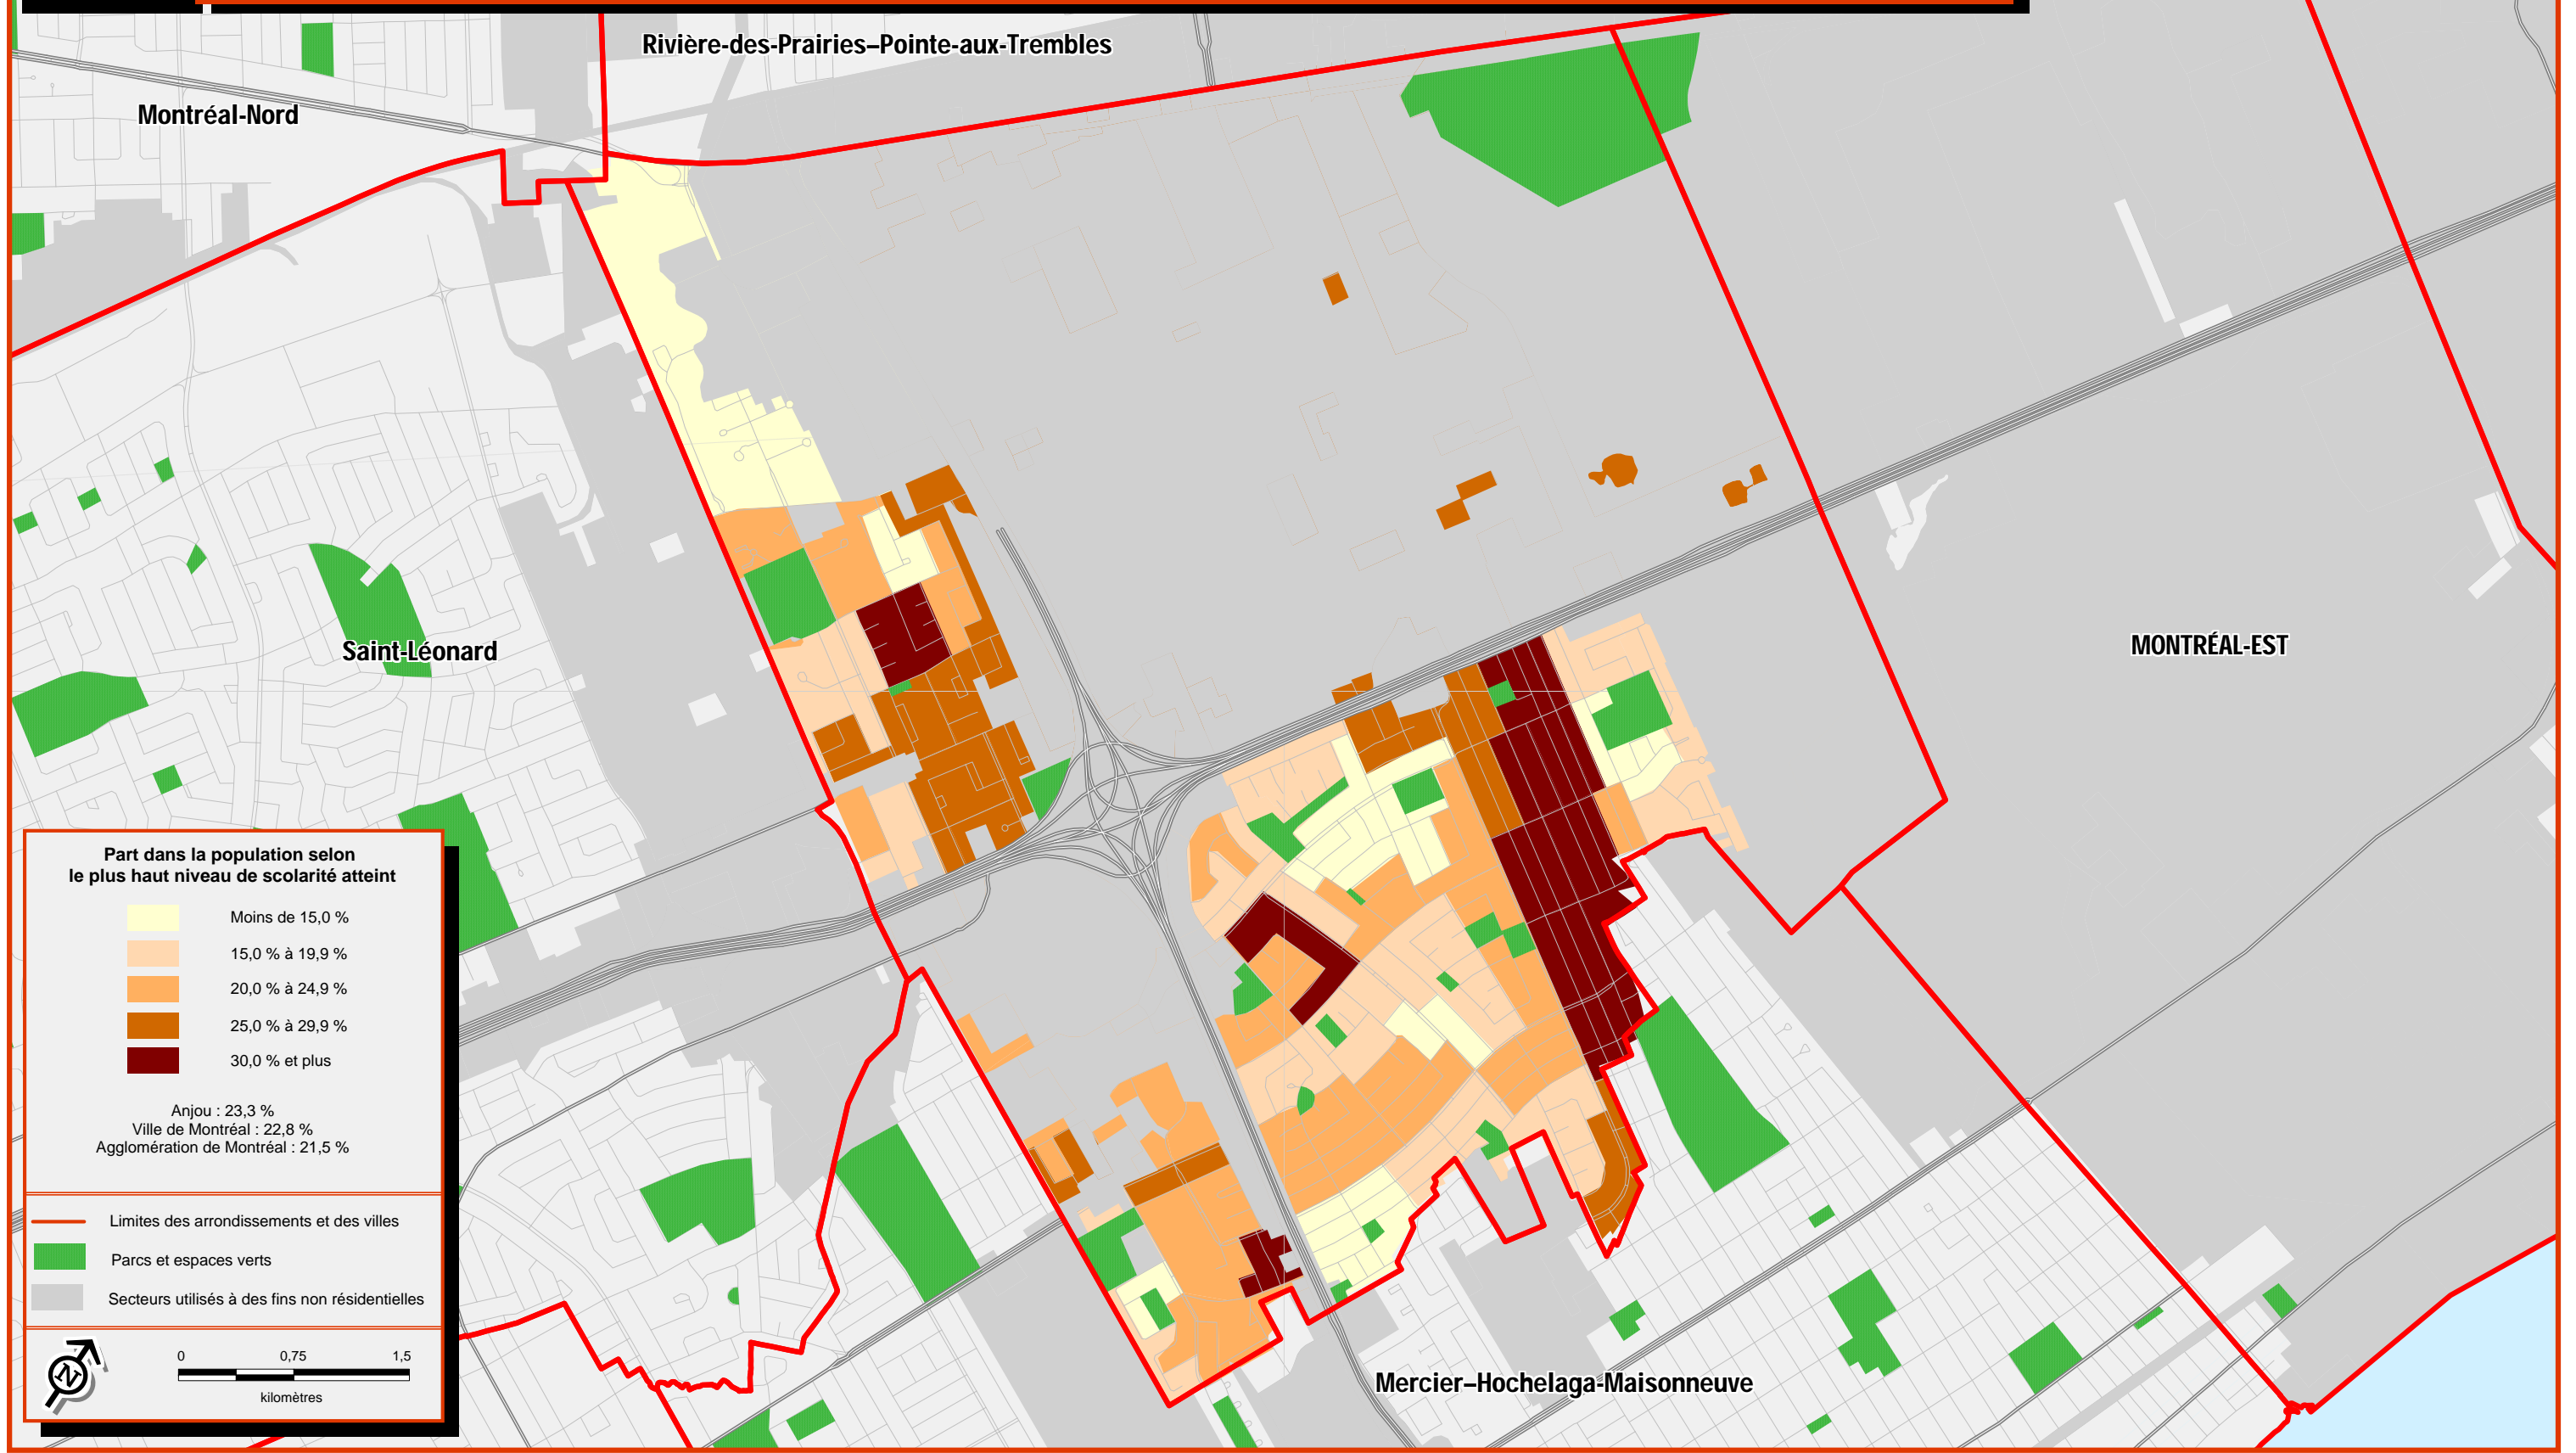 Rivière-des-Prairies–Pointe-aux-Trembles
Montréal-Nord
Saint-Léonard
MONTRÉAL-EST
Mercier–Hochelaga-Maisonneuve
Part dans la population selon
le plus haut niveau de scolarité atteint
Moins de 15,0 %
15,0 % à 19,9 %
20,0 % à 24,9 %
25,0 % à 29,9 %
30,0 % et plus
Anjou : 23,3 %
Ville de Montréal : 22,8 %
Agglomération de Montréal : 21,5 %
Limites des arrondissements et des villes
Parcs et espaces verts
Secteurs utilisés à des fins non résidentielles
N
0 0,75 1,5
kilomètres